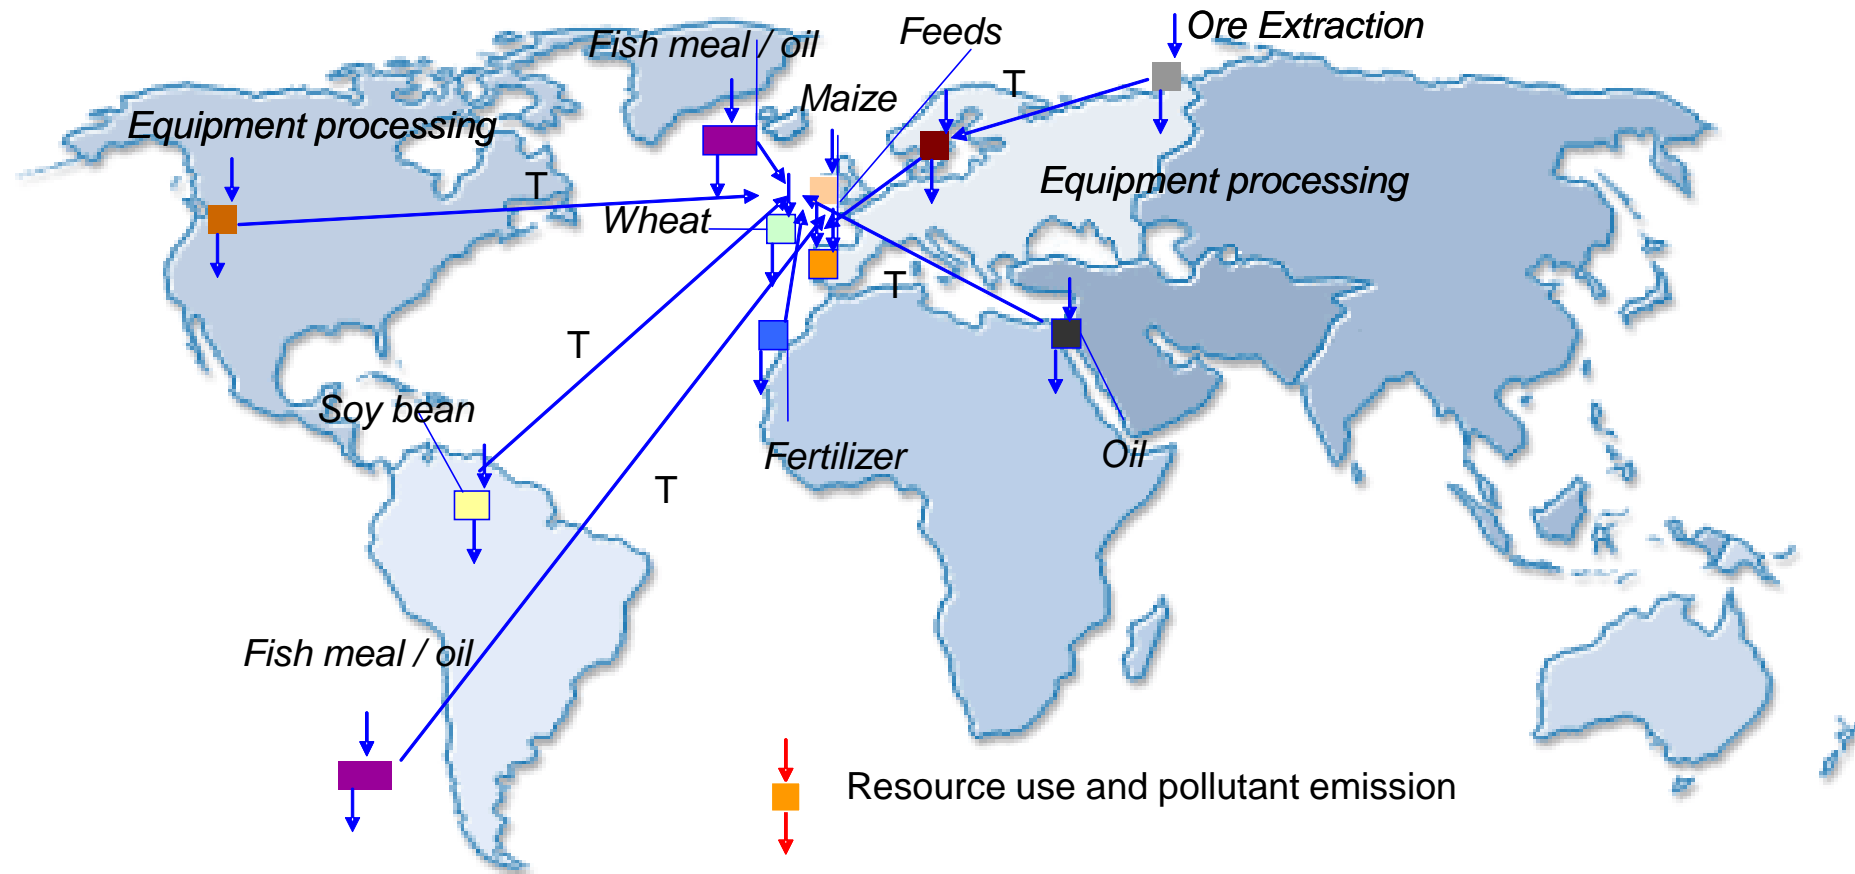 Ore Extraction
Feeds
Fish meal / oil
T
Maize
Equipment processing
T
Equipment processing
Wheat
T
T
Soy bean
Fertilizer
Oil
T
Fish meal / oil
Resource use and pollutant emission